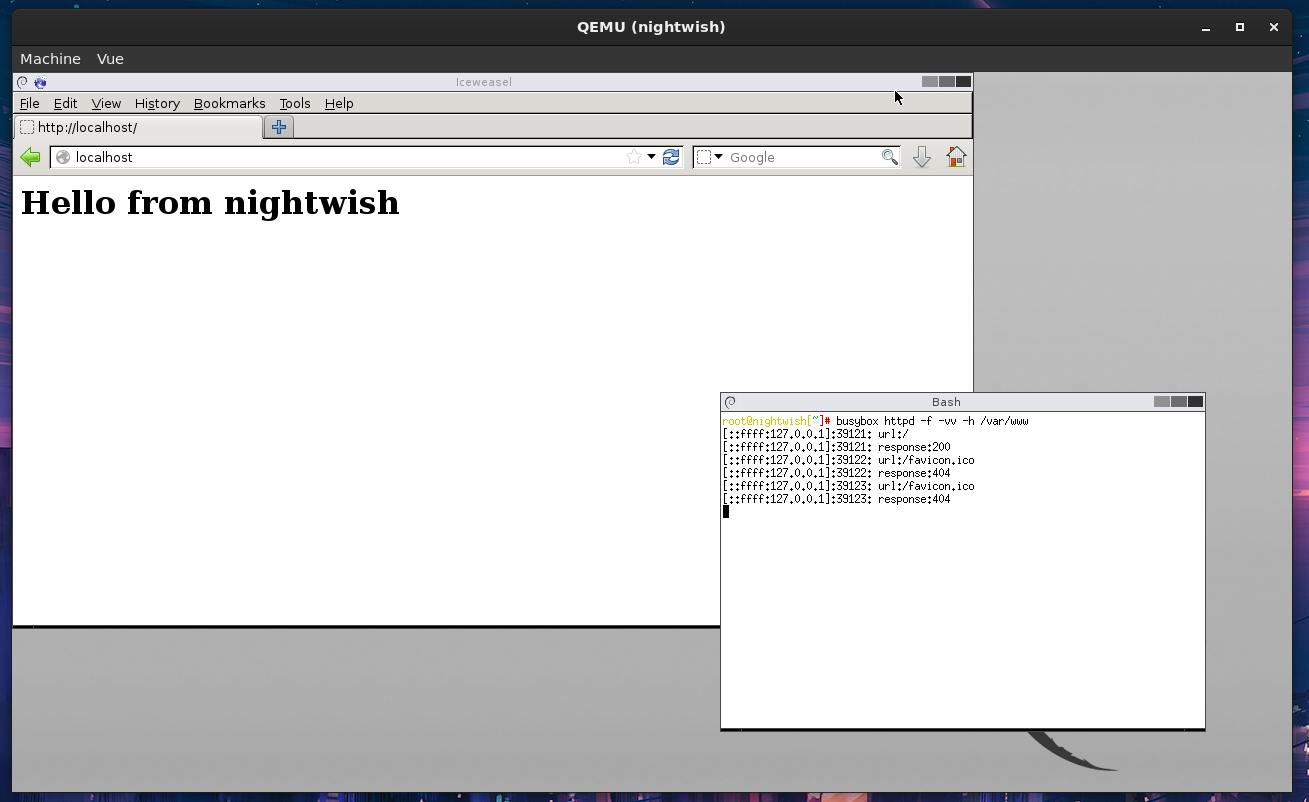 QEMU (nightwish)
Machine Vue
Iceweasel
File Edit View History Bookmarks Tools Help
http://localhost/
localhost
Google
Hello from nightwish
Bash
root@nightwish[~]# busybox httpd -f -vv -h /var/www
[::ffff:127.0.0.1]:39121: url:/
[::ffff:127.0.0.1]:39121: response:200
[::ffff:127.0.0.1]:39122: url:/favicon.ico
[::ffff:127.0.0.1]:39122: response:404
[::ffff:127.0.0.1]:39123: url:/favicon.ico
[::ffff:127.0.0.1]:39123: response:404